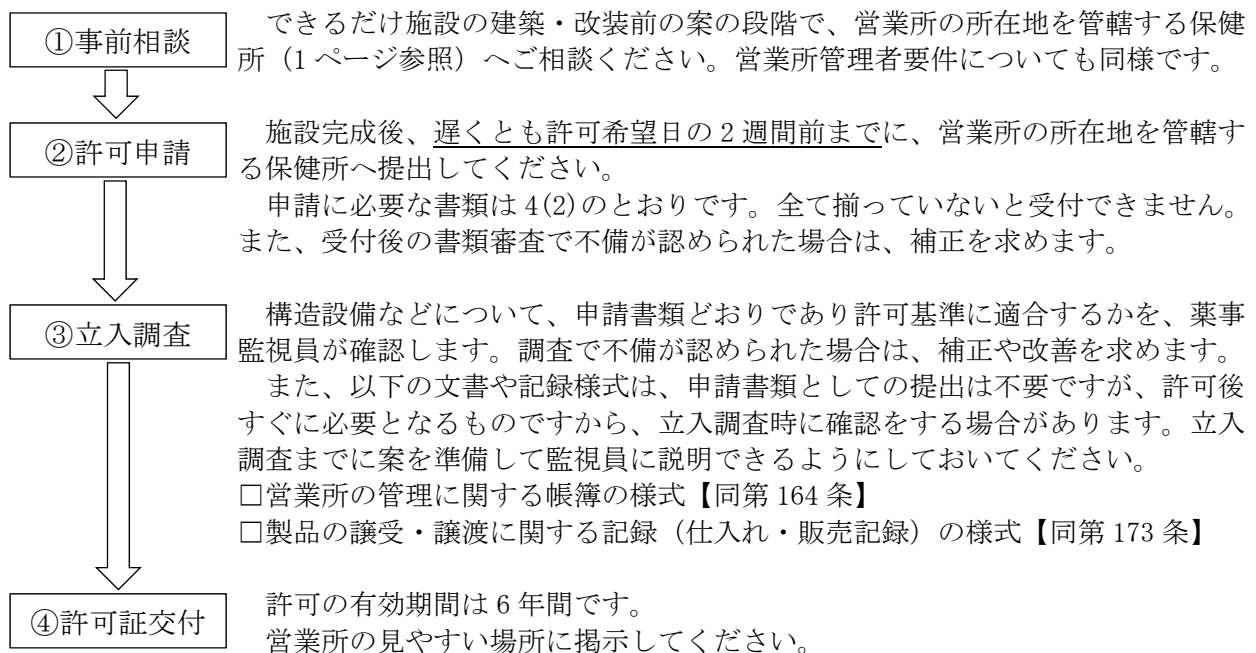 ①事前相談
できるだけ施設の建築・改装前の案の段階で、営業所の所在地を管轄する保健
所（1 ページ参照）へご相談ください。営業所管理者要件についても同様です。
②許可申請
施設完成後、遅くとも許可希望日の 2 週間前までに、営業所の所在地を管轄す
る保健所へ提出してください。
申請に必要な書類は 4(2)のとおりです。全て揃っていないと受付できません。
また、受付後の書類審査で不備が認められた場合は、補正を求めます。
③立入調査
構造設備などについて、申請書類どおりであり許可基準に適合するかを、薬事
監視員が確認します。調査で不備が認められた場合は、補正や改善を求めます。
また、以下の文書や記録様式は、申請書類としての提出は不要ですが、許可後
すぐに必要となるものですから、立入調査時に確認をする場合があります。立入
調査までに案を準備して監視員に説明できるようにしておいてください。
□営業所の管理に関する帳簿の様式【同第 164 条】
□製品の譲受・譲渡に関する記録（仕入れ・販売記録）の様式【同第 173 条】
④許可証交付
許可の有効期間は 6 年間です。
営業所の見やすい場所に掲示してください。